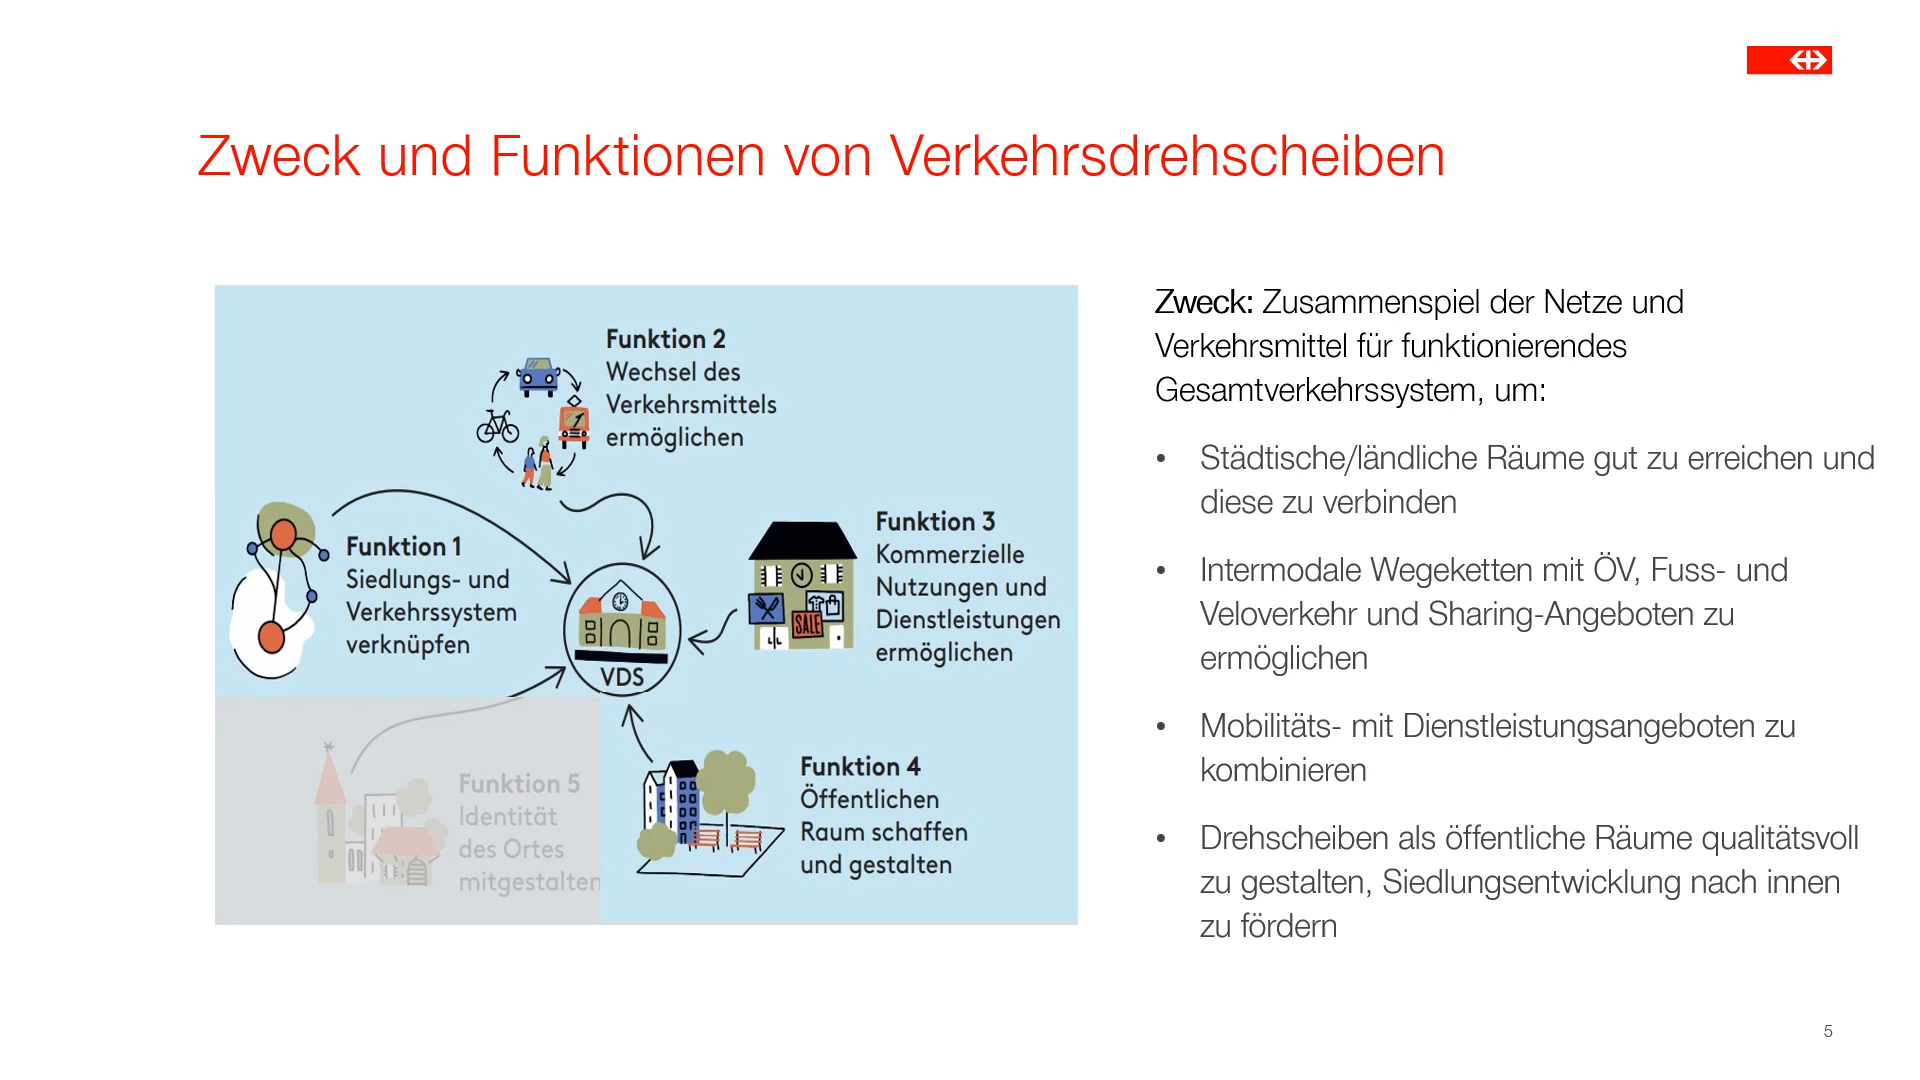 Zweck und Funktionen von Verkehrsdrehscheiben
Funktion 2
Wechsel des
Verkehrsmittels
ermöglichen
1
Funktion 1
Siedlungs- und
Verkehrssystem
verknüpfen
Funktion 3
Kommerzielle
Nutzungen und
Dienstleistungen
ermöglichen
SALE
VDS
Funktion 5
Identität
des Ortes
mitgestalten
Funktion 4
Öffentlichen
Raum schaffen
und gestalten
Zweck: Zusammenspiel der Netze und
Verkehrsmittel für funktionierendes
Gesamtverkehrssystem, um:
• Städtische/ländliche Räume gut zu erreichen und
diese zu verbinden
• Intermodale Wegeketten mit ÖV, Fuss- und
Veloverkehr und Sharing-Angeboten zu
ermöglichen
• Mobilitäts- mit Dienstleistungsangeboten zu
kombinieren
• Drehscheiben als öffentliche Räume qualitätsvoll
zu gestalten, Siedlungsentwicklung nach innen
zu fördern
5